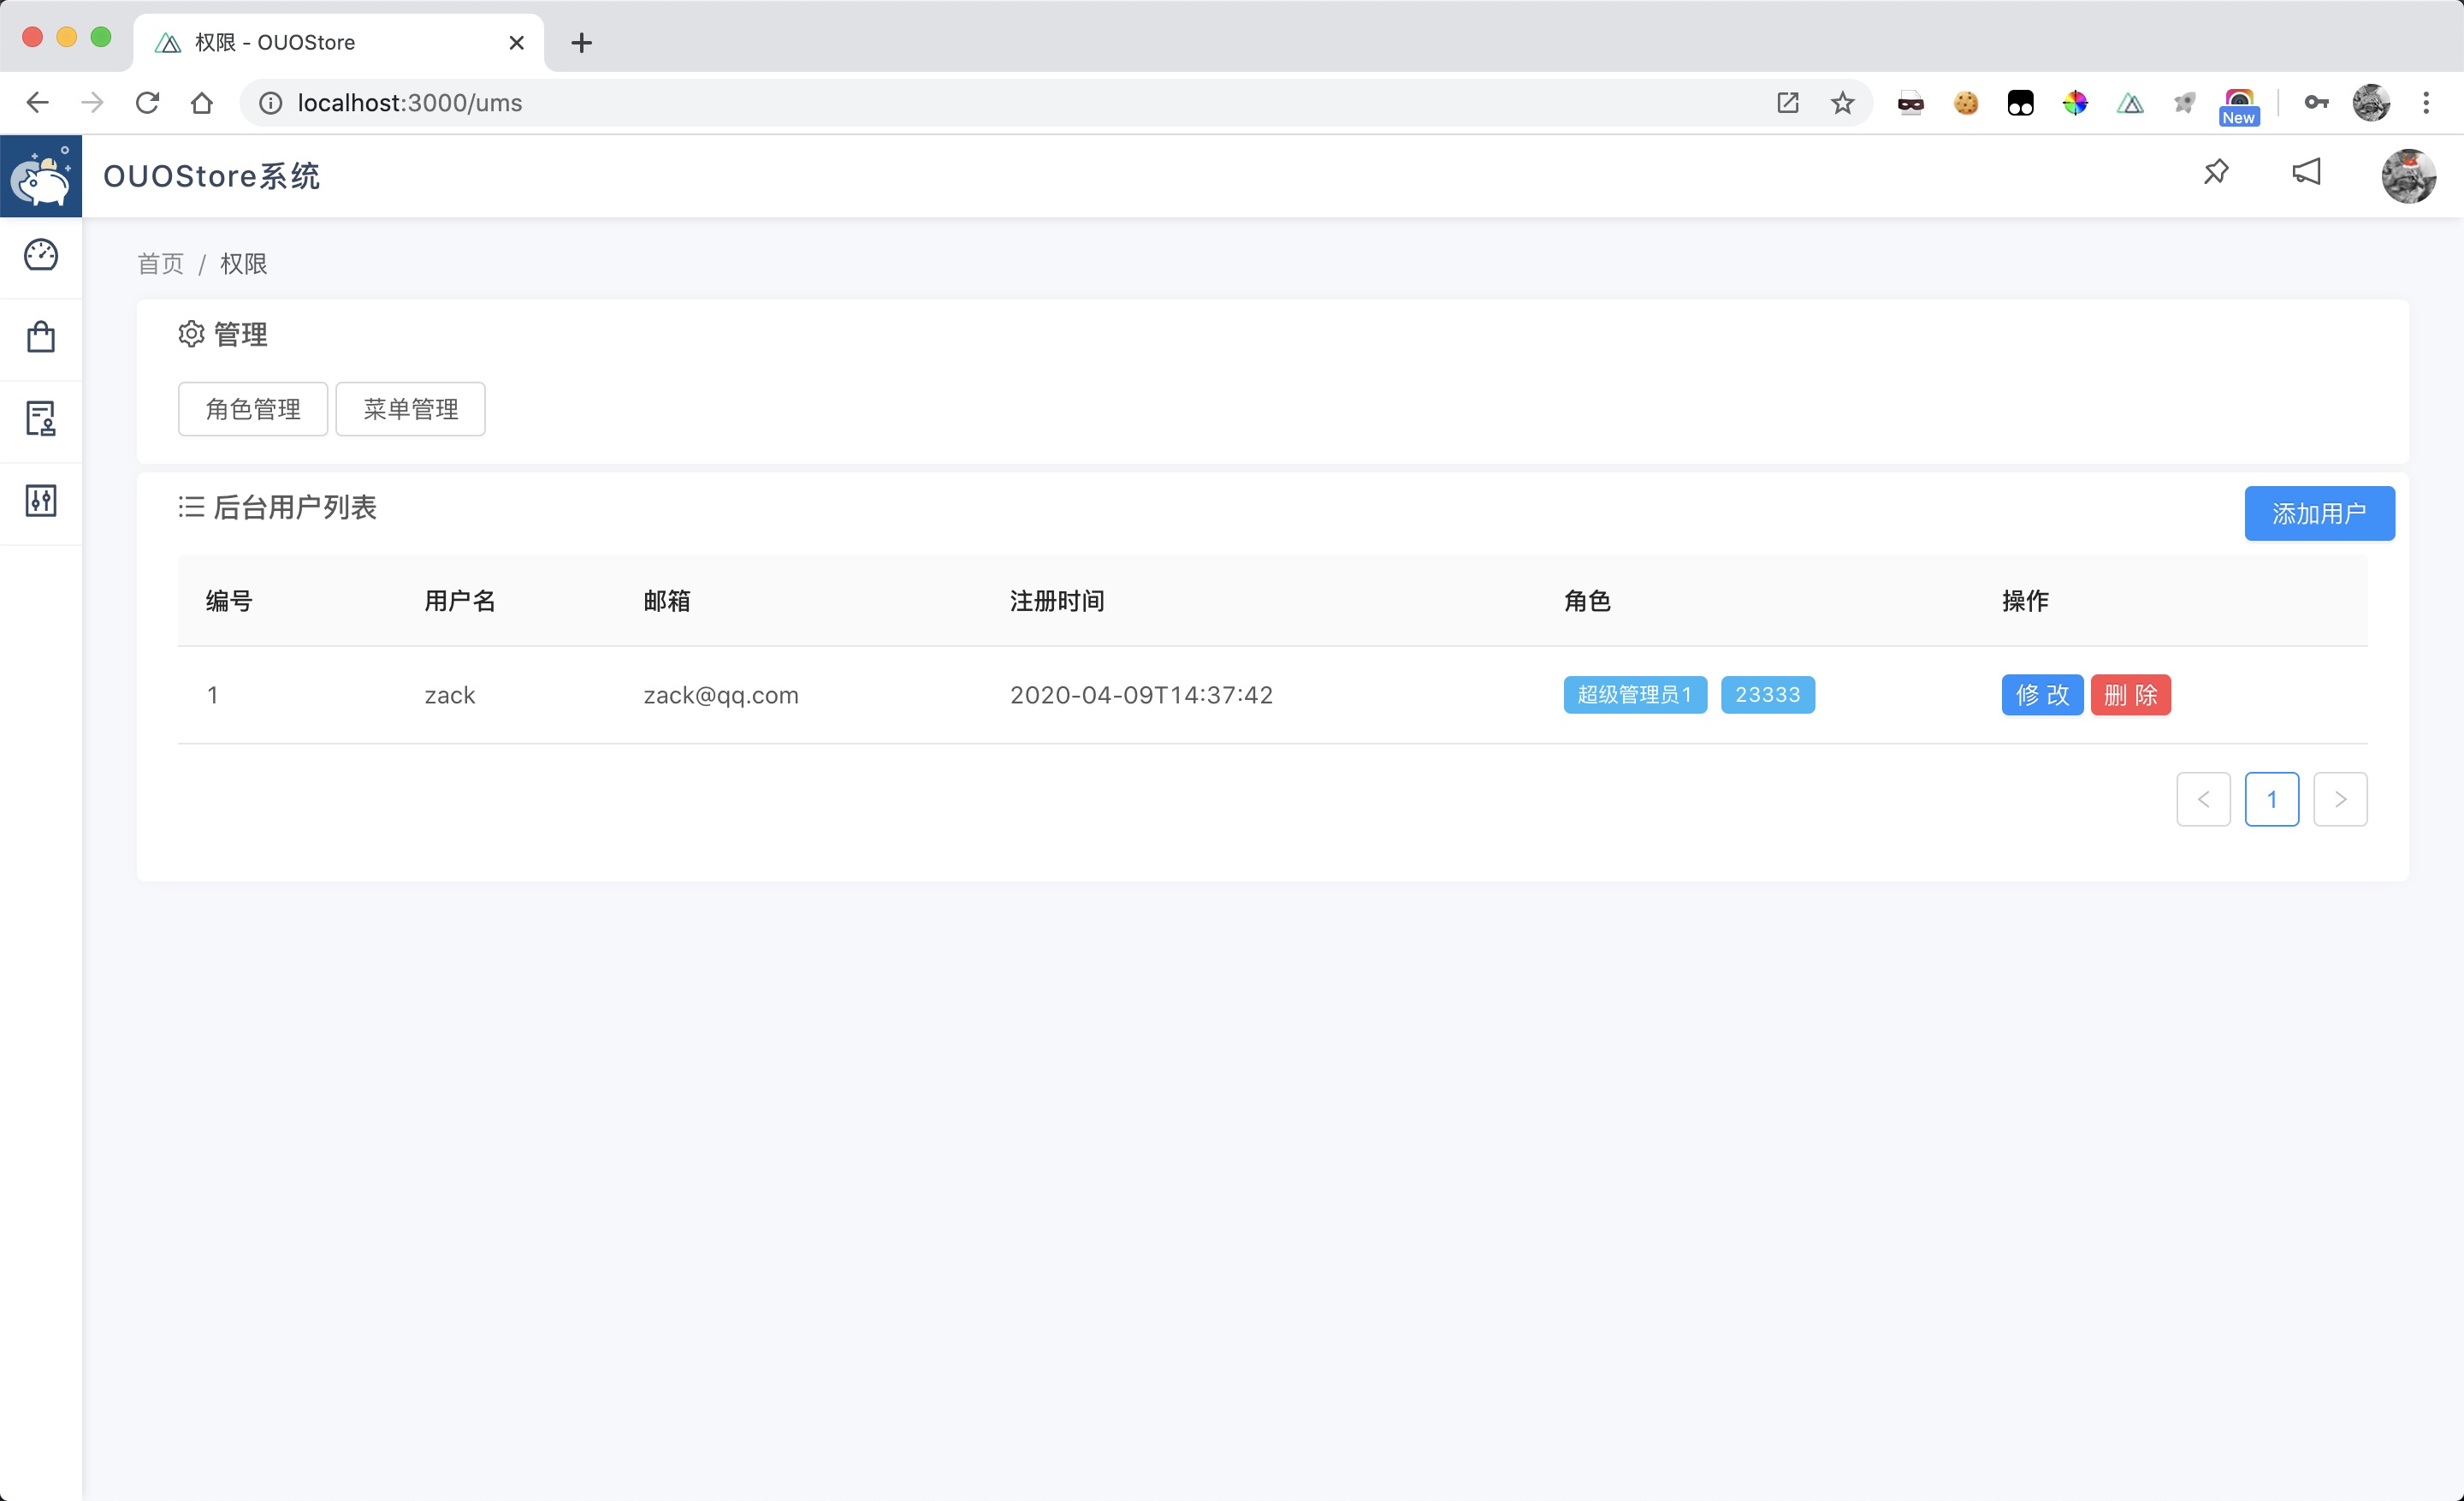 权限 - OUOStore
localhost:3000/ums
New
OUOStore系统
首页 / 权限
管理
角色管理 菜单管理
后台用户列表 添加用户
编号 用户名 邮箱 注册时间 角色 操作
1 zack zack@qq.com 2020-04-09T14:37:42 超级管理员1 23333 修 改 删 除
< 1 >